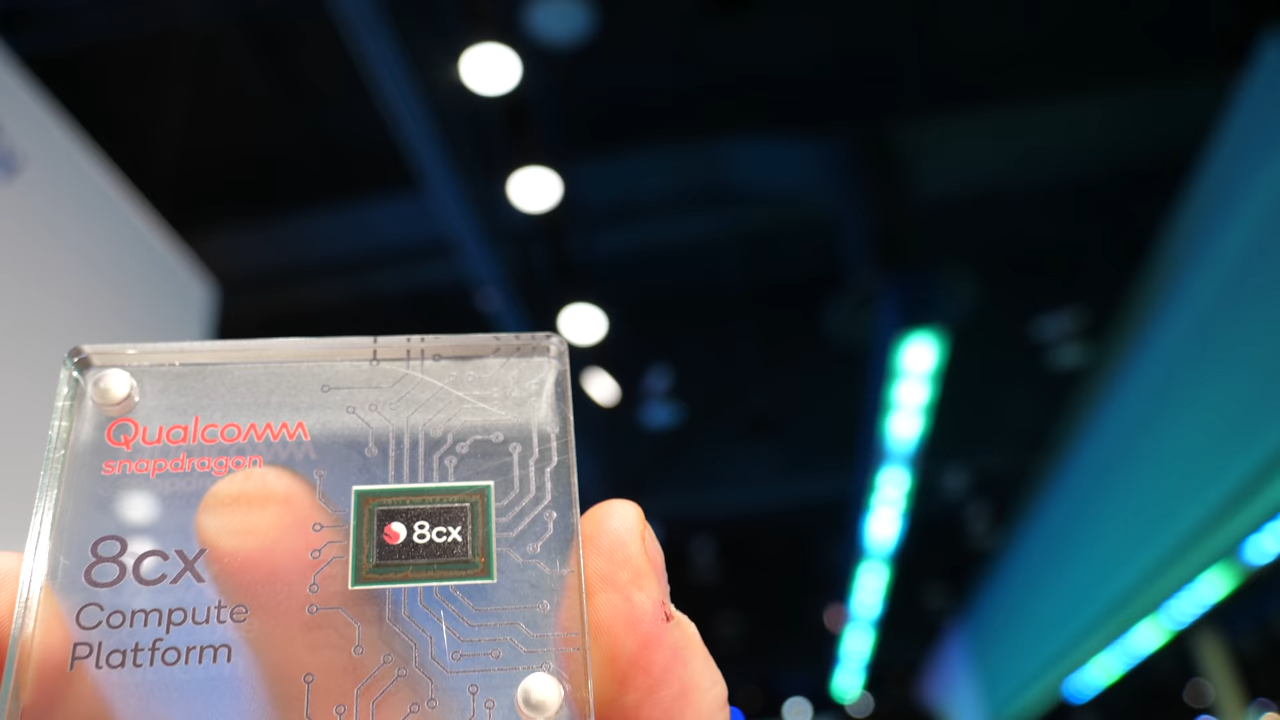 Qualcomm
snapdragon
8cx
Compute
Platform
8cx